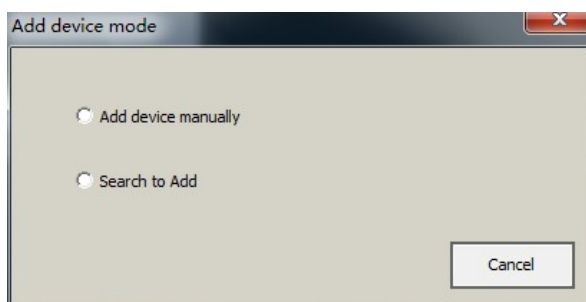 Add device mode
Add device manually
Search to Add
Cancel